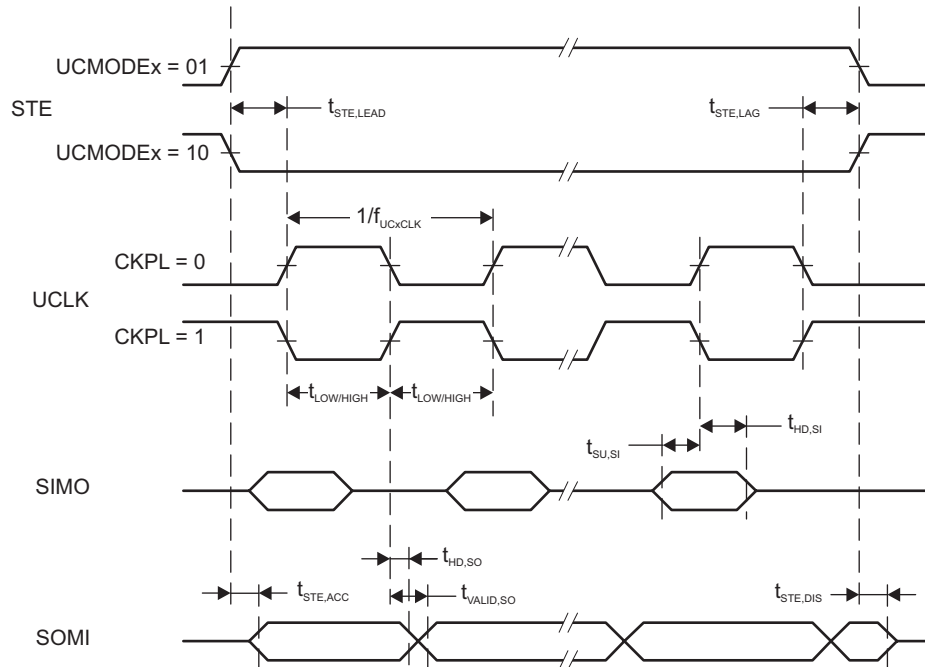 UCMODEx = 01
STE
t_STE,LEAD
t_STE,LAG
UCMODEx = 10
1/f_UCxCLK
CKPL = 0
UCLK
CKPL = 1
t_LOW/HIGH t_LOW/HIGH
t_HD,SI
t_SU,SI
SIMO
t_HD,SO
t_STE,ACC
t_VALID,SO
t_STE,DIS
SOMI